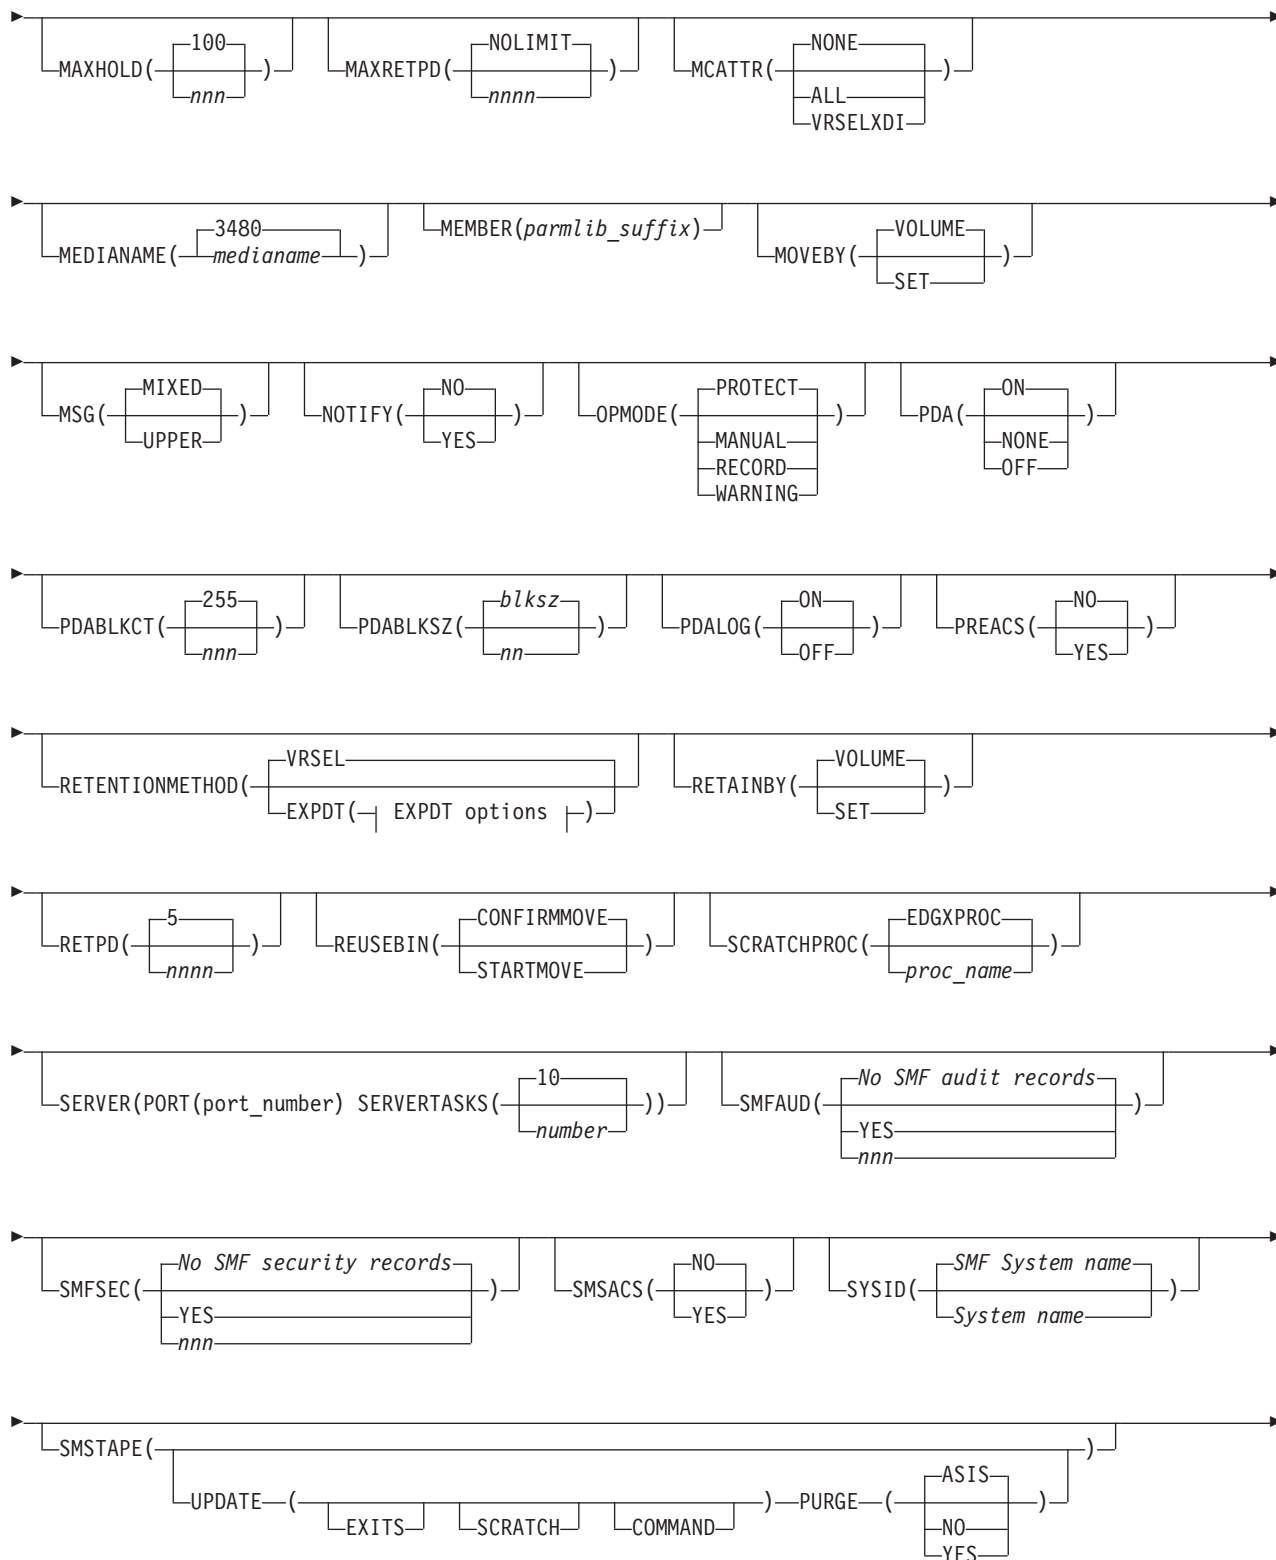 100 NOLIMIT NONE
MAXHOLD( ) MAXRETPD( ) MCATTR( )
nnn nnnn ALL
VRSELXDI
3480 MEMBER(parmlib_suffix) VOLUME
MEDIANAME( medianame ) MOVEBY( )
SET
MIXED NO PROTECT ON
MSG( ) NOTIFY( ) OPMODE( ) PDA( )
UPPER YES MANUAL NONE
RECORD OFF
WARNING
255 blksz ON NO
PDABLKCT( ) PDABLKSZ( ) PDALOG( ) PREACS( )
nnn nn OFF YES
VRSEL VOLUME
RETENTIONMETHOD( ) RETAINBY( )
EXPDT( EXPDT options ) SET
5 CONFIRMMOVE EDGXPROC
RETPD( ) REUSEBIN( ) SCRATCHPROC( )
nnnn STARTMOVE proc_name
10 No SMF audit records
SERVER(PORT(port_number) SERVERTASKS( )) SMFAUD( )
number YES
nnn
No SMF security records NO SMF System name
SMFSEC( ) SMSACS( ) SYSID( )
YES YES System name
nnn
SMSTAPE( )
ASIS
UPDATE ( ) PURGE ( )
EXITS SCRATCH COMMAND NO
YES